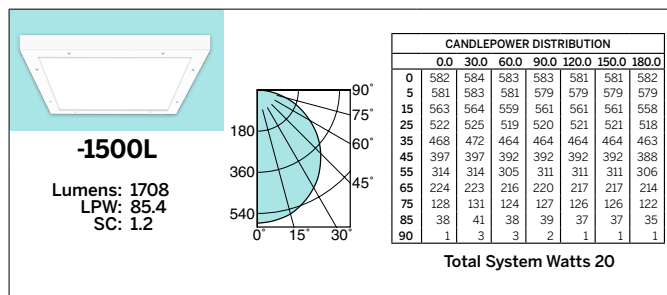 -1500L
Lumens: 1708
LPW: 85.4
SC: 1.2
90°
75°
180
60°
360
45°
540
0° 15° 30°
CANDLEPOWER DISTRIBUTION
0.0 30.0 60.0 90.0 120.0 150.0 180.0
0 582 584 583 583 581 581 582
5 581 583 581 579 579 579 579
15 563 564 559 561 561 561 558
25 522 525 519 520 521 521 518
35 468 472 464 464 464 464 463
45 397 397 392 392 392 392 388
55 314 314 305 311 311 311 306
65 224 223 216 220 217 217 214
75 128 131 124 127 126 126 122
85 38 41 38 39 37 37 35
90 1 3 3 2 1 1 1
Total System Watts 20